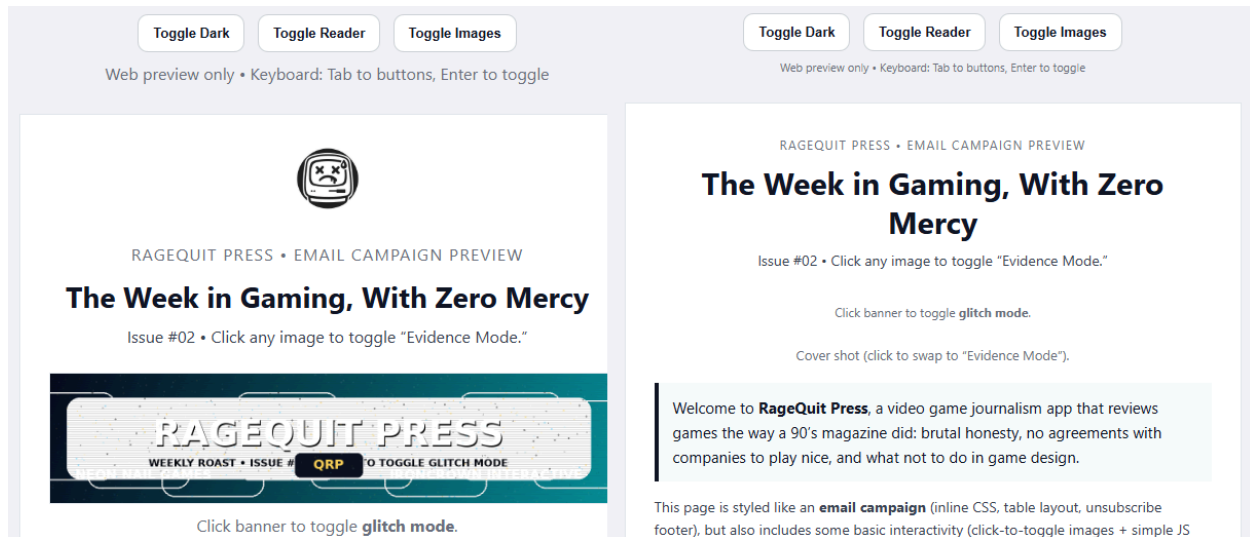 Toggle Dark
Toggle Reader
Toggle Images
Web preview only • Keyboard: Tab to buttons, Enter to toggle
RAGEQUIT PRESS • EMAIL CAMPAIGN PREVIEW
The Week in Gaming, With Zero Mercy
Issue #02 • Click any image to toggle “Evidence Mode.”
RAGEQUIT PRESS
WEEKLY ROAST • ISSUE #
QRP
TO TOGGLE GLITCH MODE
Click banner to toggle glitch mode.
Toggle Dark
Toggle Reader
Toggle Images
Web preview only • Keyboard: Tab to buttons, Enter to toggle
RAGEQUIT PRESS • EMAIL CAMPAIGN PREVIEW
The Week in Gaming, With Zero
Mercy
Issue #02 • Click any image to toggle “Evidence Mode.”
Click banner to toggle glitch mode.
Cover shot (click to swap to “Evidence Mode”).
Welcome to RageQuit Press, a video game journalism app that reviews
games the way a 90’s magazine did: brutal honesty, no agreements with
companies to play nice, and what not to do in game design.
This page is styled like an email campaign (inline CSS, table layout, unsubscribe
footer), but also includes some basic interactivity (click-to-toggle images + simple JS